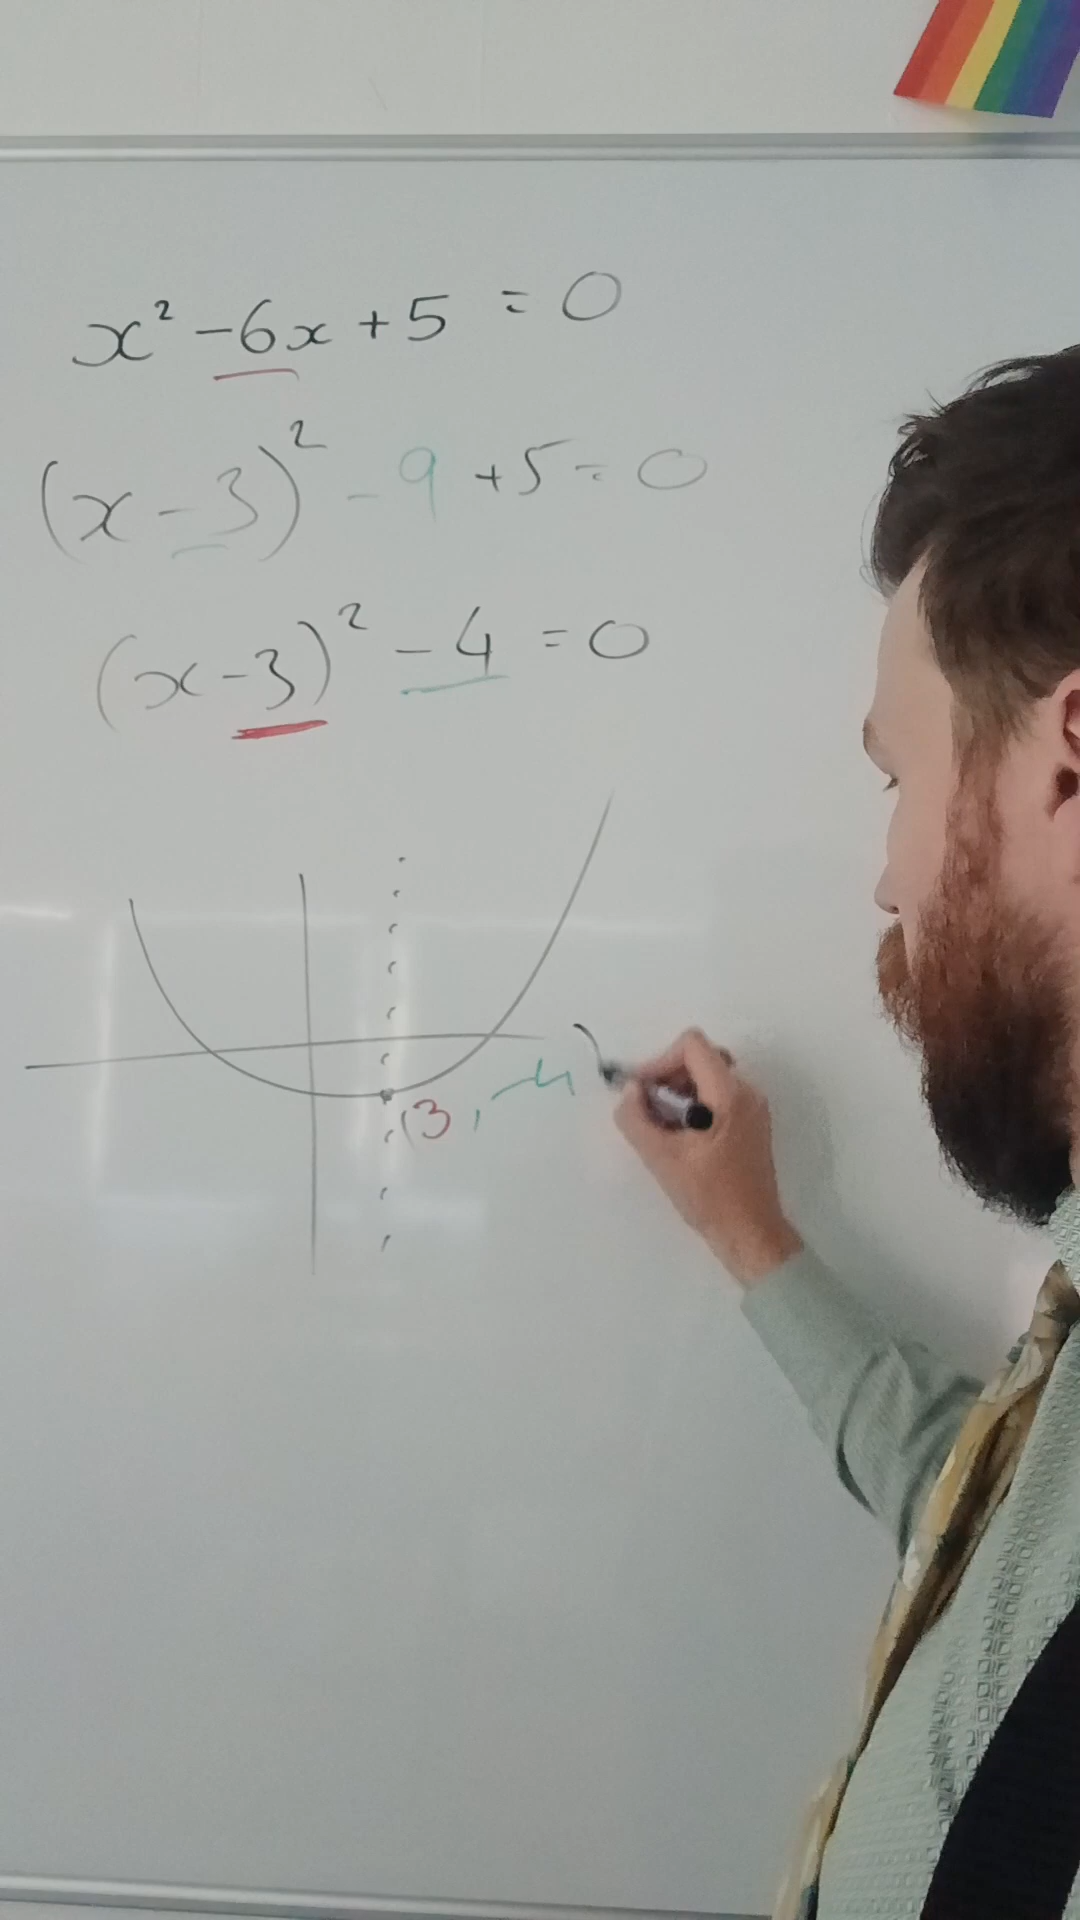 x² -6x +5 = 0
(x -3)² -9 +5 = 0
(x -3)² -4 = 0
(3, -4)